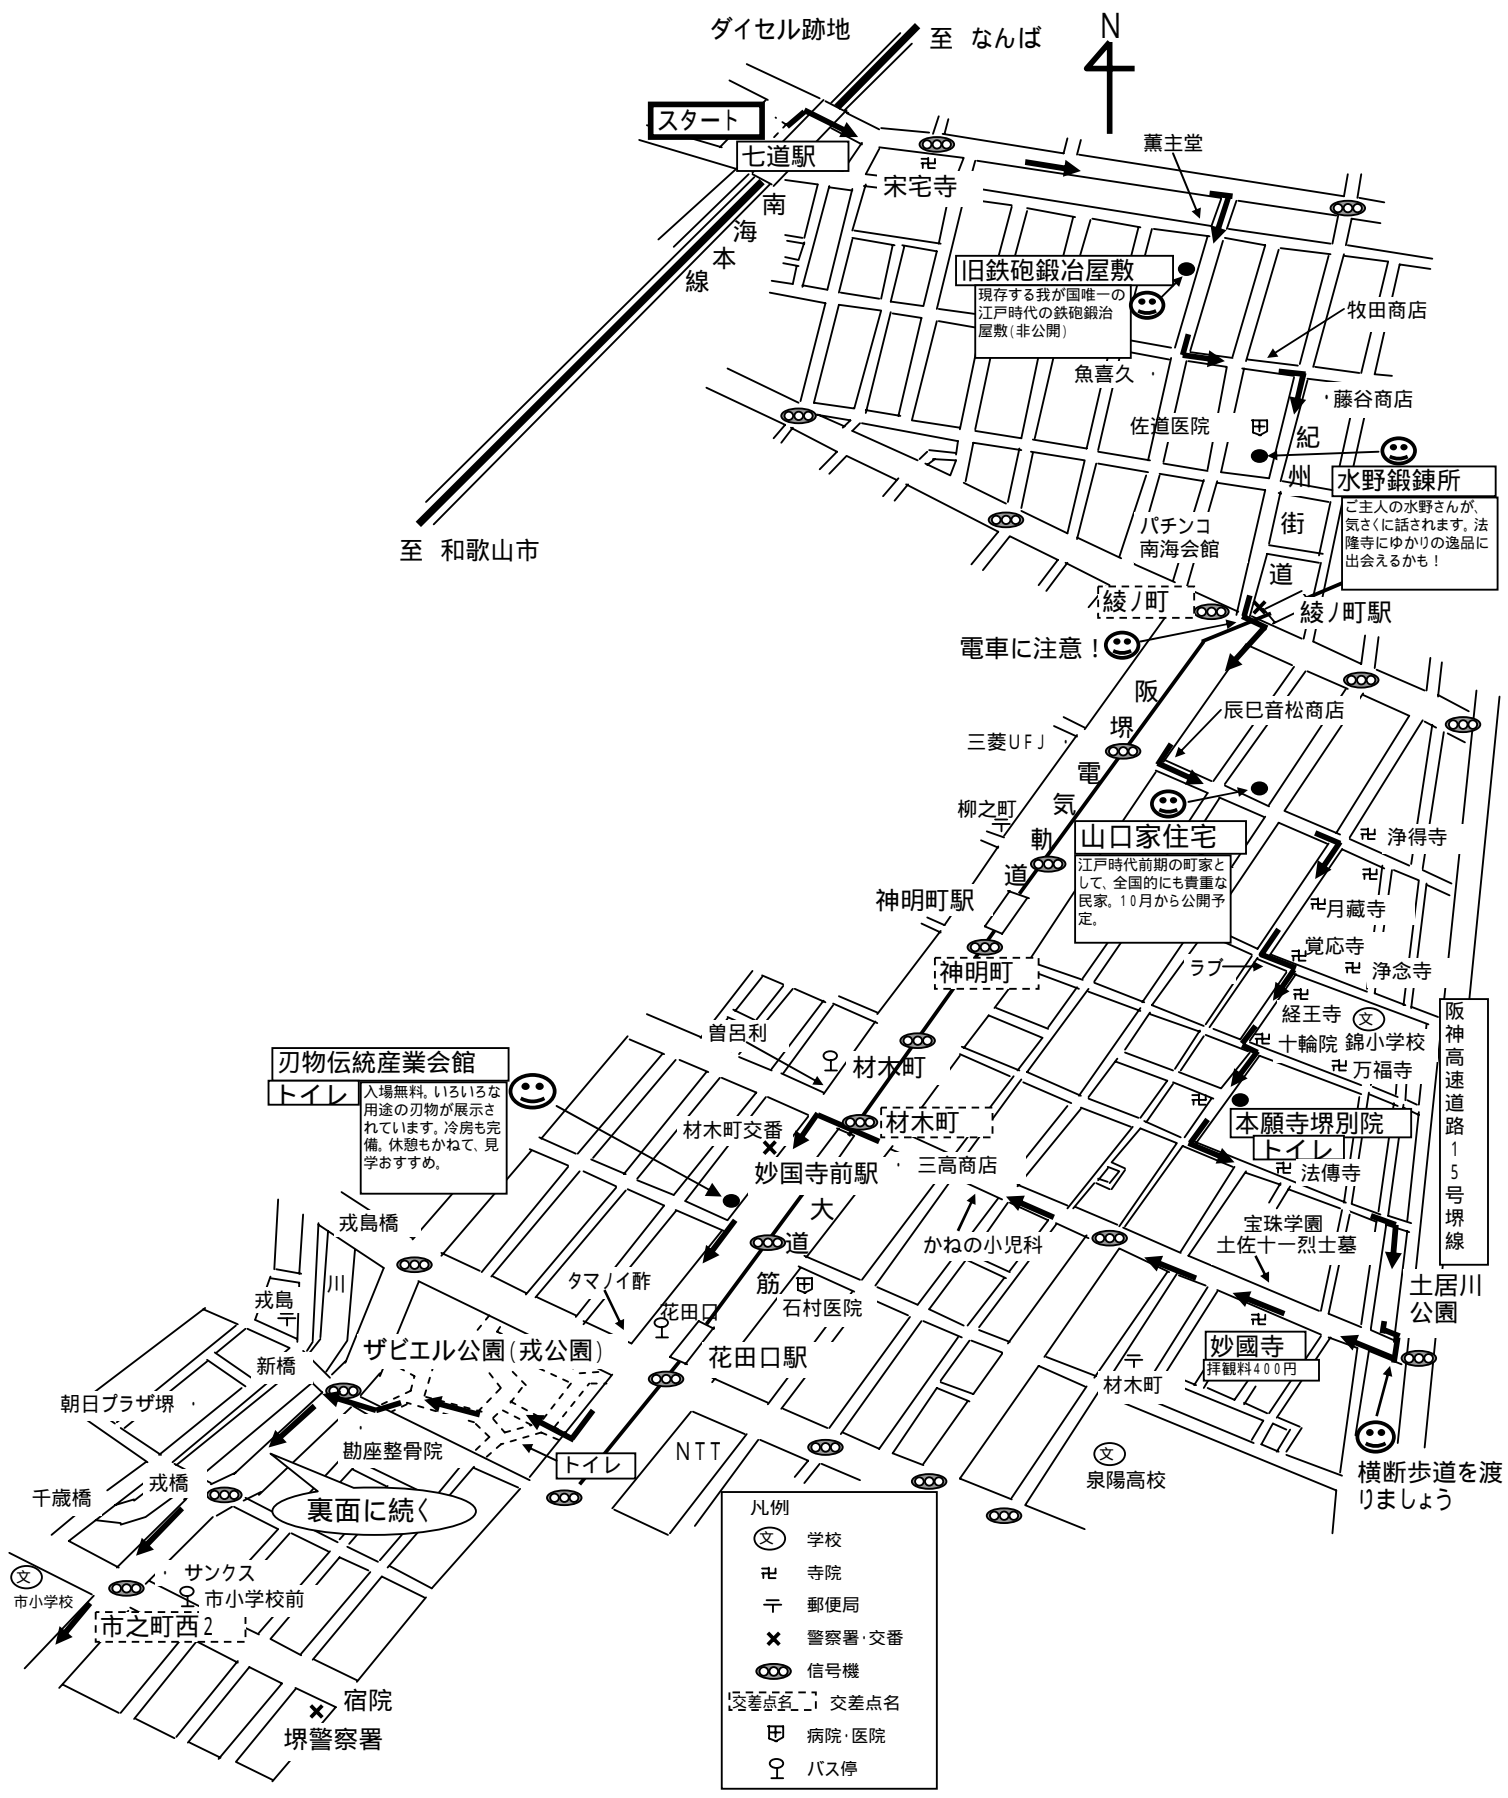 ダイセル跡地
至 なんば
N
スタート
七道駅
宋宅寺
薫主堂
南
海
本
線
旧鉄砲鍛冶屋敷
現存する我が国唯一の
江戸時代の鉄砲鍛冶
屋敷(非公開)
牧田商店
魚喜久
藤谷商店
佐道医院
紀
州
街
道
水野鍛錬所
ご主人の水野さんが、
気さくに話されます。法
隆寺にゆかりの逸品に
出会えるかも!
至 和歌山市
パチンコ
南海会館
綾ノ町
綾ノ町駅
電車に注意!
阪
堺
電
気
軌
道
辰巳音松商店
三菱UFJ
柳之町
山口家住宅
江戸時代前期の町家と
して、全国的にも貴重な
民家。10月から公開予
定。
浄得寺
月蔵寺
神明町駅
覚応寺
ラブ
浄念寺
神明町
経王寺
文
十輪院
錦小学校
万福寺
阪神高速道路15号堺線
曽呂利
材木町
刃物伝統産業会館
トイレ
入場無料。いろいろな
用途の刃物が展示さ
れています。冷房も完
備。休憩もかねて、見
学おすすめ。
材木町交番
材木町
本願寺堺別院
トイレ
妙国寺前駅
三高商店
法傳寺
大
道
筋
戎島橋
かねの小児科
宝珠学園
土佐十一烈士墓
川
タマノイ酢
戎島
花田口
石村医院
土居川
公園
新橋
ザビエル公園(戎公園)
花田口駅
妙國寺
拝観料400円
材木町
朝日プラザ堺
勘座整骨院
トイレ
NTT
文
泉陽高校
横断歩道を渡
りましょう
千歳橋
戎橋
裏面に続く
文
市小学校
サンクス
市小学校前
市之町西2
宿院
堺警察署
凡例
文 学校
寺院
郵便局
警察署・交番
信号機
交差点名 交差点名
病院・医院
バス停